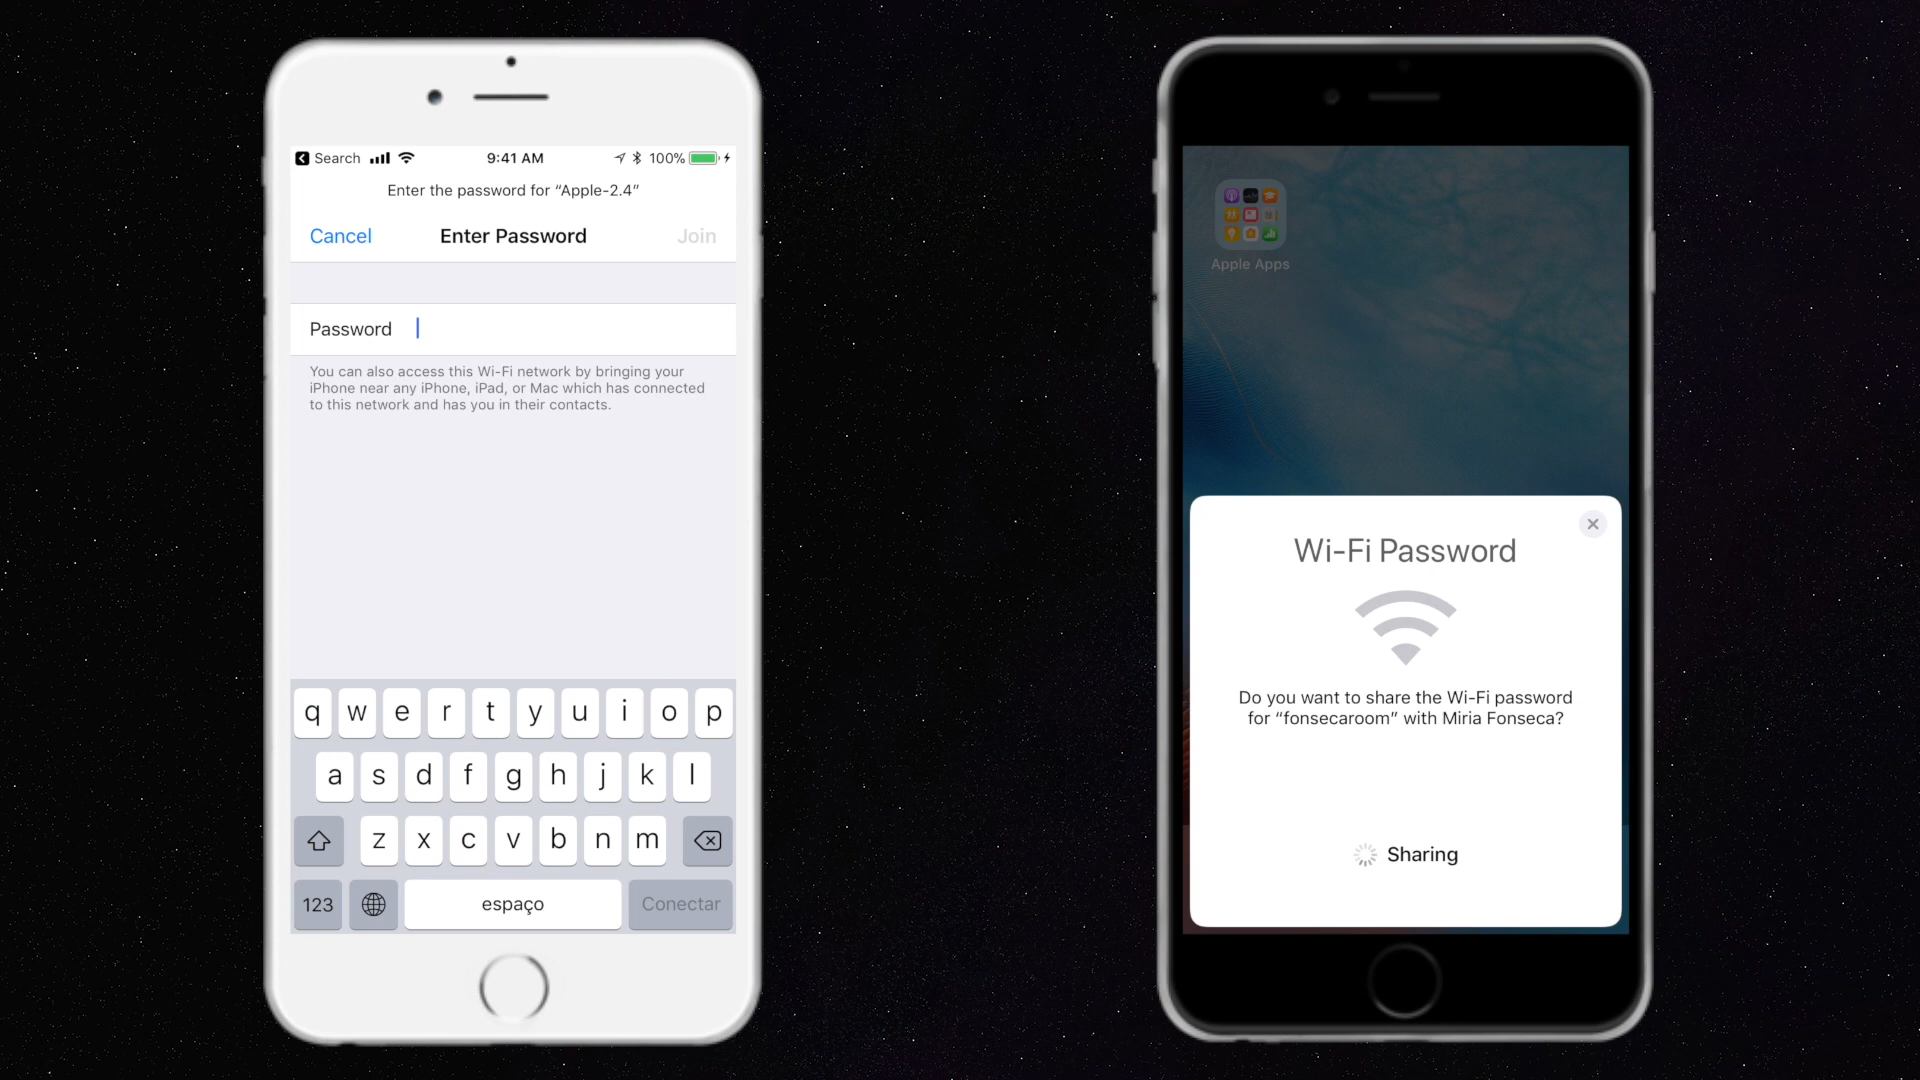 Search
9:41 AM
100%
Enter the password for “Apple-2.4”
Cancel
Enter Password
Join
Password
You can also access this Wi-Fi network by bringing your
iPhone near any iPhone, iPad, or Mac which has connected
to this network and has you in their contacts.
q w e r t y u i o p
a s d f g h j k l
z x c v b n m
123
espaço
Conectar
Apple Apps
Wi-Fi Password
Do you want to share the Wi-Fi password
for “fonsecaroom” with Miria Fonseca?
Sharing